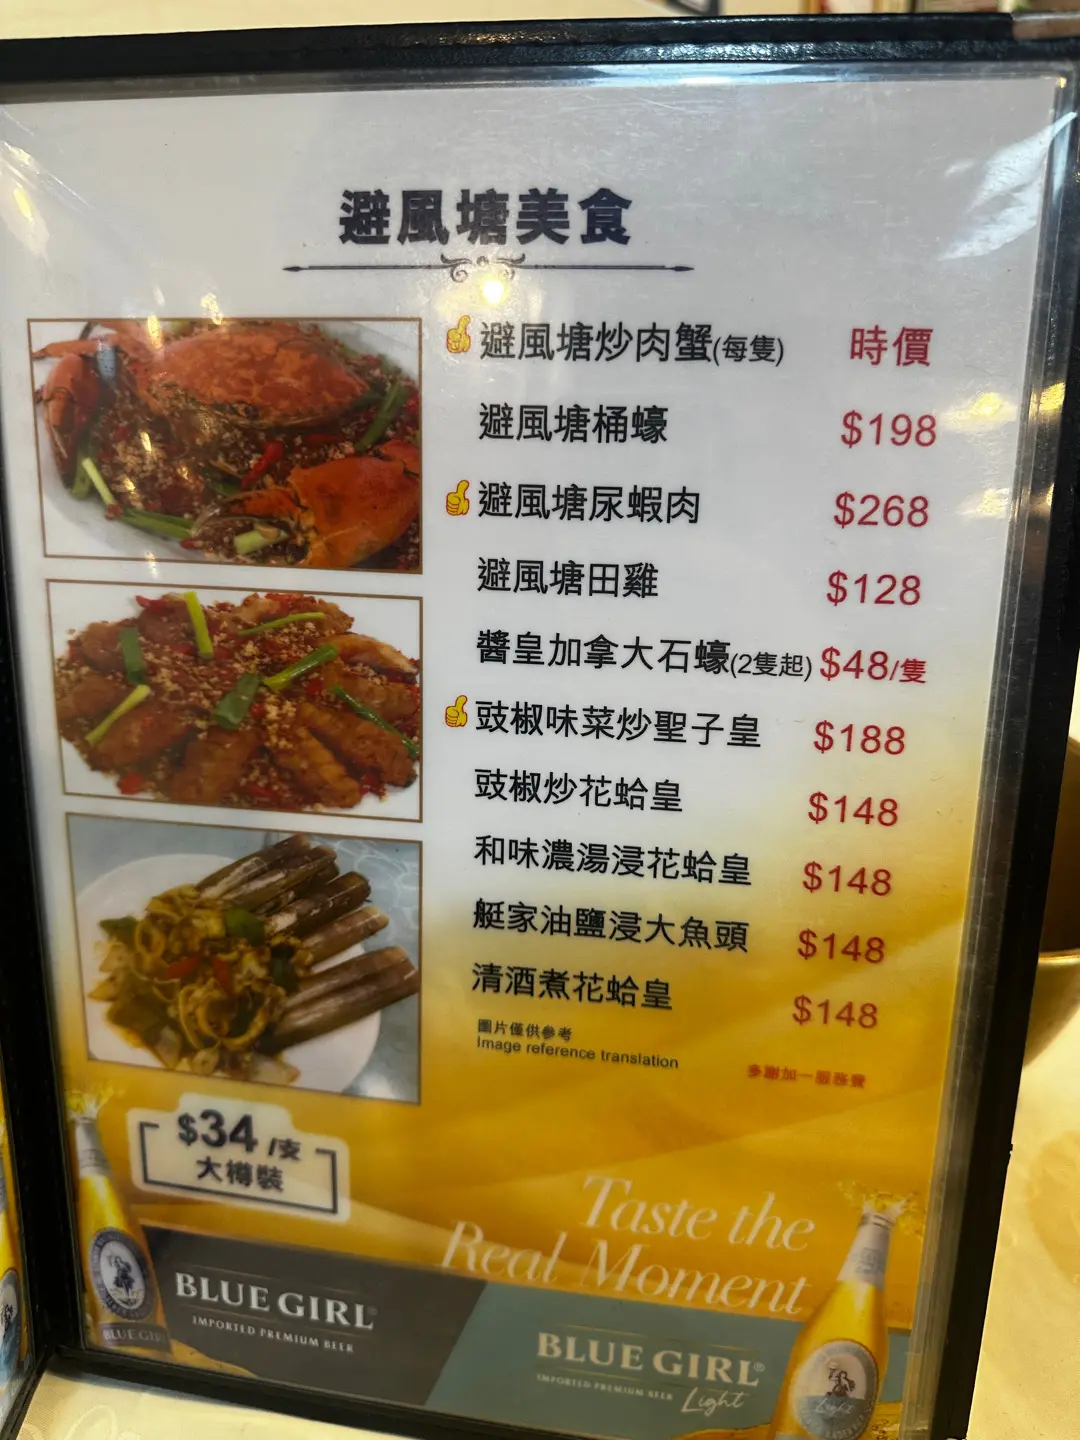 避風塘美食
避風塘炒肉蟹(每隻) 時價
避風塘桶蠔 $198
避風塘尿蝦肉 $268
避風塘田雞 $128
醬皇加拿大石蠔(2隻起) $48/隻
豉椒味菜炒聖子皇 $188
豉椒炒花蛤皇 $148
和味濃湯浸花蛤皇 $148
艇家油鹽浸大魚頭 $148
清酒煮花蛤皇 $148
圖片僅供參考
Image reference translation
多謝加一服務費
$34/支
大樽裝
Taste the
Real Moment
BLUE GIRL
IMPORTED PREMIUM BEER
BLUE GIRL®
IMPORTED PREMIUM BEER Light
BLUE GIRL
Light